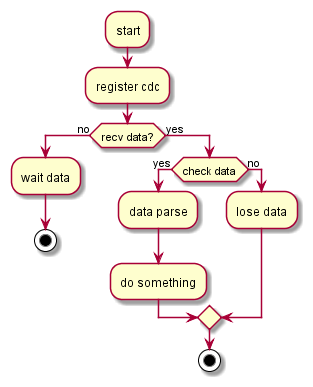 start
register cdc
no
recv data?
yes
wait data
yes
check data
no
data parse
lose data
do something